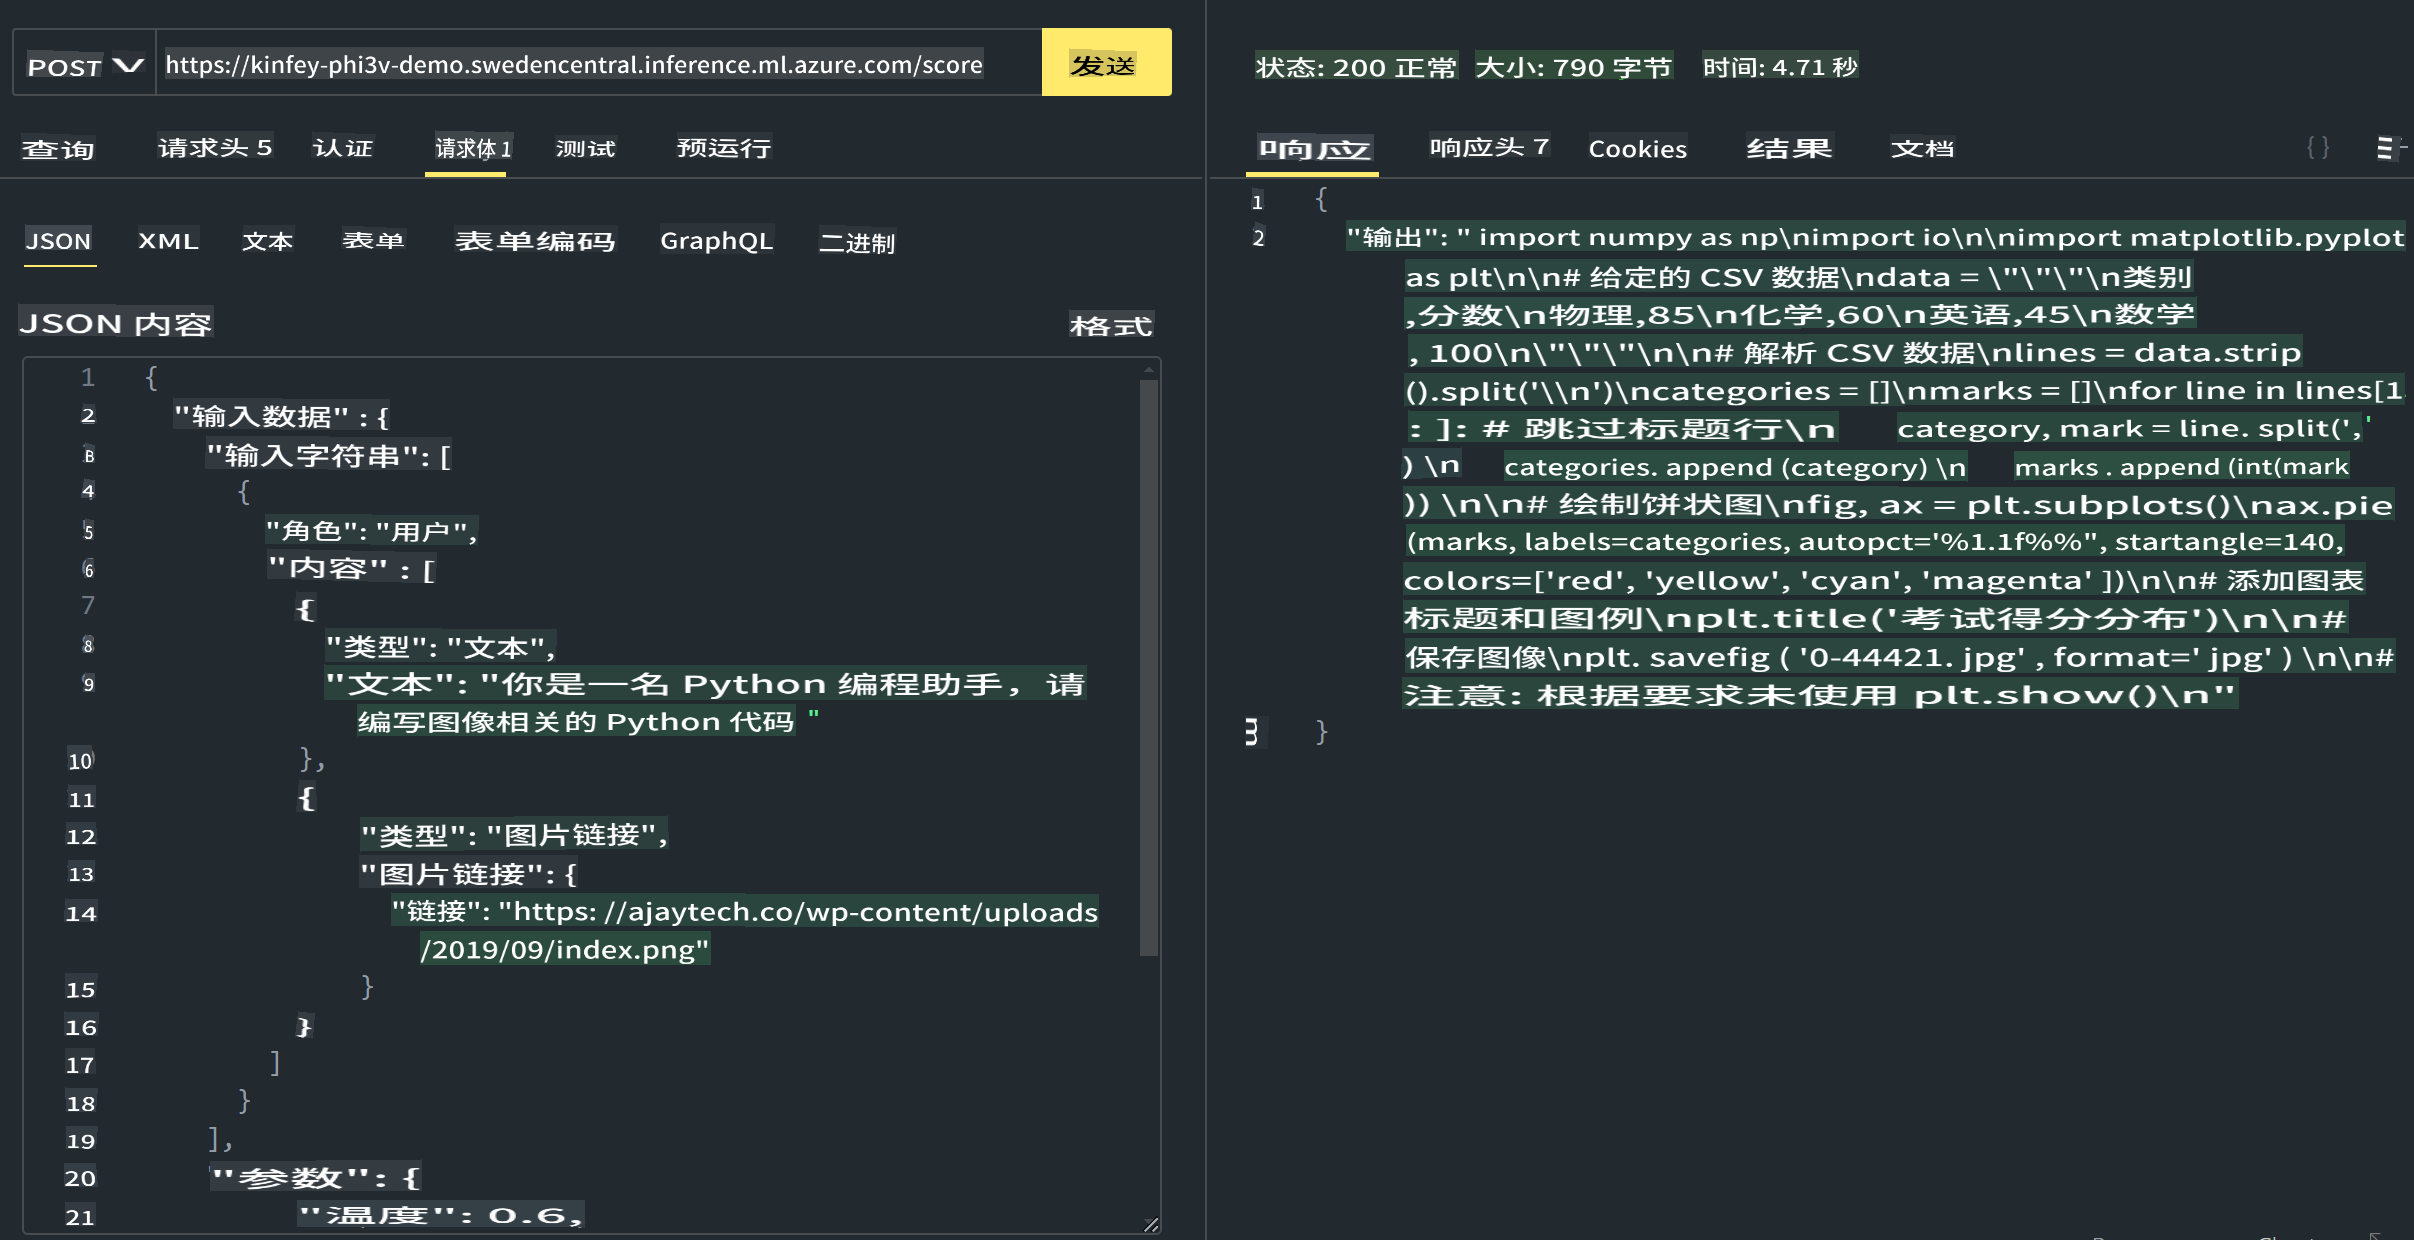 POST https://kinfey-phi3v-demo.swedencentral.inference.ml.azure.com/score 发送
查询 请求头 5 认证 请求体 1 测试 预运行
JSON XML 文本 表单 表单编码 GraphQL 二进制
JSON 内容 格式
1 {
2 "输入数据" : {
"输入字符串": [
4 {
5 "角色": "用户",
6 "内容" : [
7 {
8 "类型": "文本",
9 "文本": "你是一名 Python 编程助手，请
编写图像相关的 Python 代码 "
10 },
11 {
12 "类型": "图片链接",
13 "图片链接": {
14 "链接": "https: //ajaytech.co/wp-content/uploads
/2019/09/index.png"
15 }
16 }
17 ]
18 }
19 ],
20 "参数": {
21 "温度": 0.6,
状态: 200 正常 大小: 790 字节 时间: 4.71 秒
响应 响应头 7 Cookies 结果 文档 {}
1 {
2 "输出": " import numpy as np\nimport io\n\nimport matplotlib.pyplot
as plt\n\n# 给定的 CSV 数据\ndata = \"\"\"\n类别
,分数\n物理,85\n化学,60\n英语,45\n数学
, 100\n\"\"\"\n\n# 解析 CSV 数据\nlines = data.strip
().split('\\n')\ncategories = []\nmarks = []\nfor line in lines[1
: ]: # 跳过标题行\n category, mark = line. split(','
) \n categories. append (category) \n marks . append (int(mark
)) \n\n# 绘制饼状图\nfig, ax = plt.subplots()\nax.pie
(marks, labels=categories, autopct='%1.1f%%", startangle=140,
colors=['red', 'yellow', 'cyan', 'magenta' ])\n\n# 添加图表
标题和图例\nplt.title('考试得分分布')\n\n#
保存图像\nplt. savefig ( '0-44421. jpg' , format=' jpg' ) \n\n#
注意: 根据要求未使用 plt.show()\n"
}